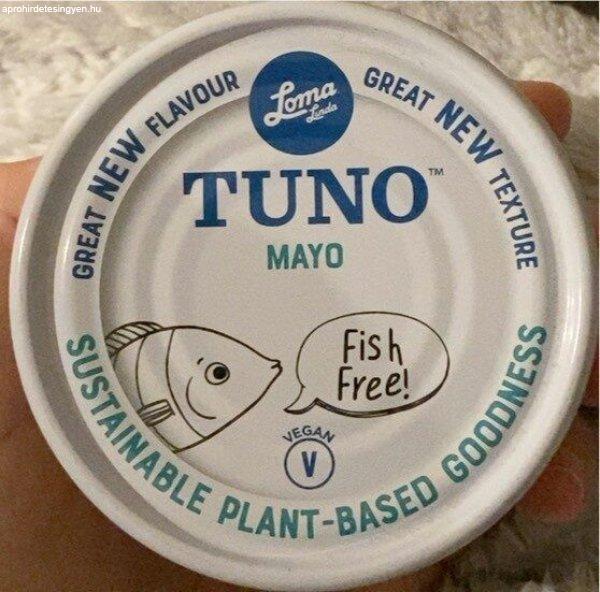 aprohirdetesingyen.hu
GREAT NEW FLAVOUR
Loma
Linda
GREAT NEW TEXTURE
TUNO™
MAYO
Fish
Free!
VEGAN
V
SUSTAINABLE PLANT-BASED GOODNESS